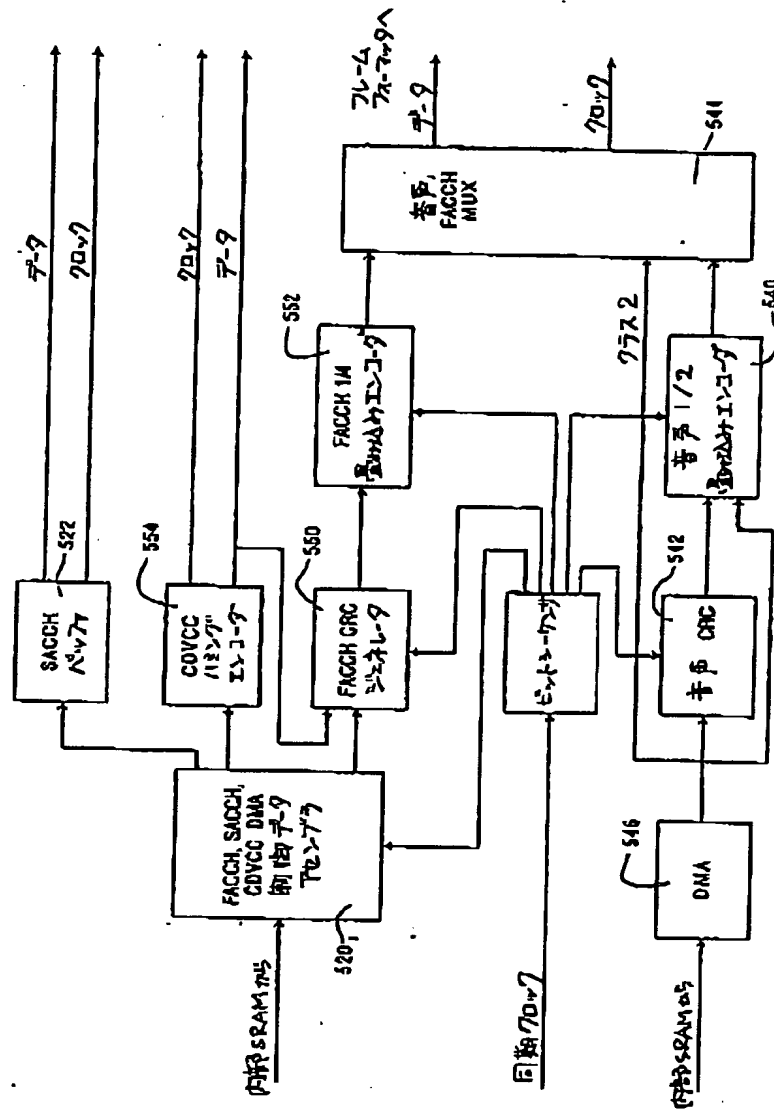 データ
クロック
クロック
データ
フレーム
フォーマッタへ
データ
クロック
522
SACCH
バッファ
554
CDVCC
ハミング
エンコーダー
552
FACCH 1/4
畳み込みエンコーダ
550
FACCH CRC
ジェネレータ
音声,
FACCH
MUX
544
クラス2
音声 1/2
畳み込みエンコーダ
540
FACCH, SACCH,
CDVCC DMA
制御データ
アセンブラ
520
ビットシーケンサ
542
音声 CRC
546
DMA
内部SRAMから
同期クロック
内部SRAMから